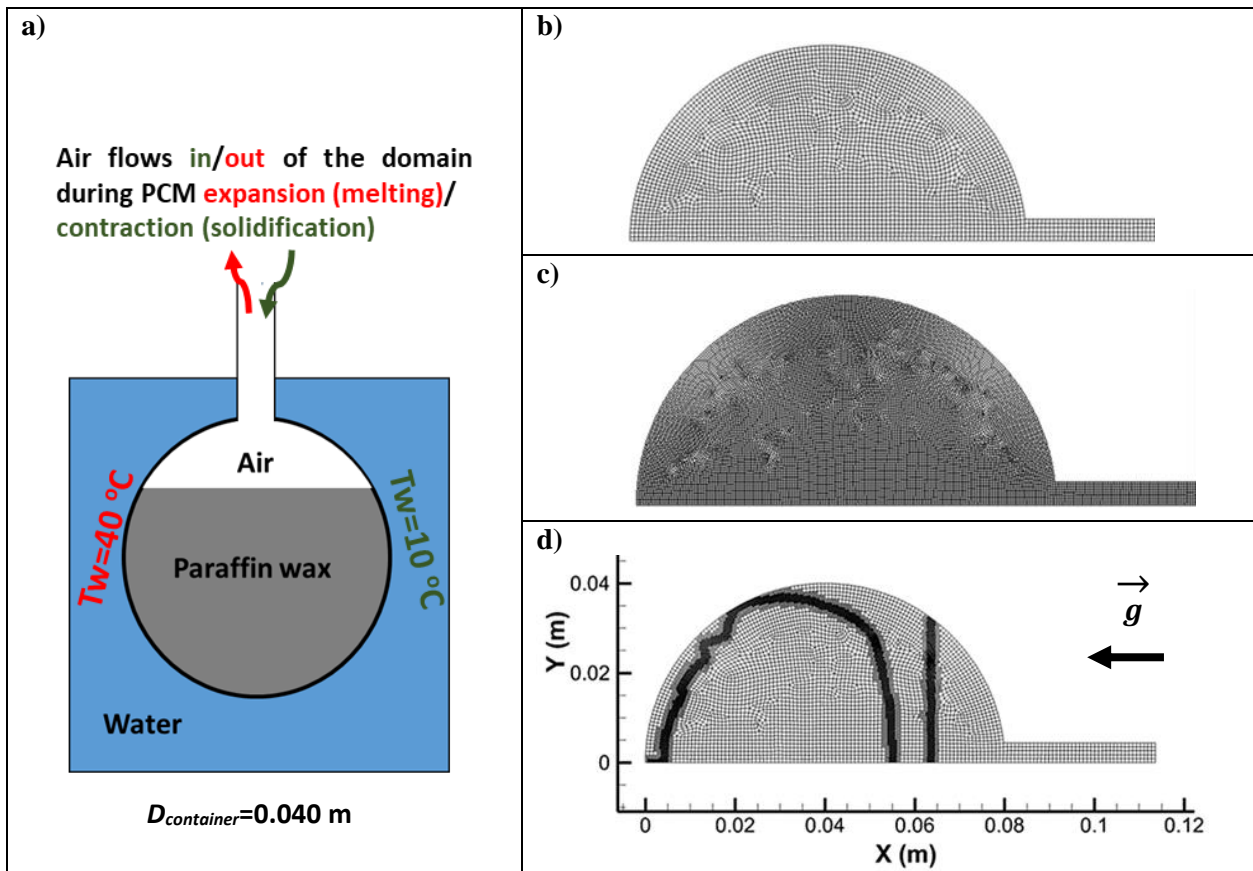 a)
Air flows in/out of the domain
during PCM expansion (melting)/
contraction (solidification)
Air
Tw=40 °C
Tw=10 °C
Paraffin wax
Water
Dcontainer=0.040 m
b)
c)
d)
0.04
0.02
0
Y (m)
g
0
0.02
0.04
0.06
0.08
0.1
0.12
X (m)